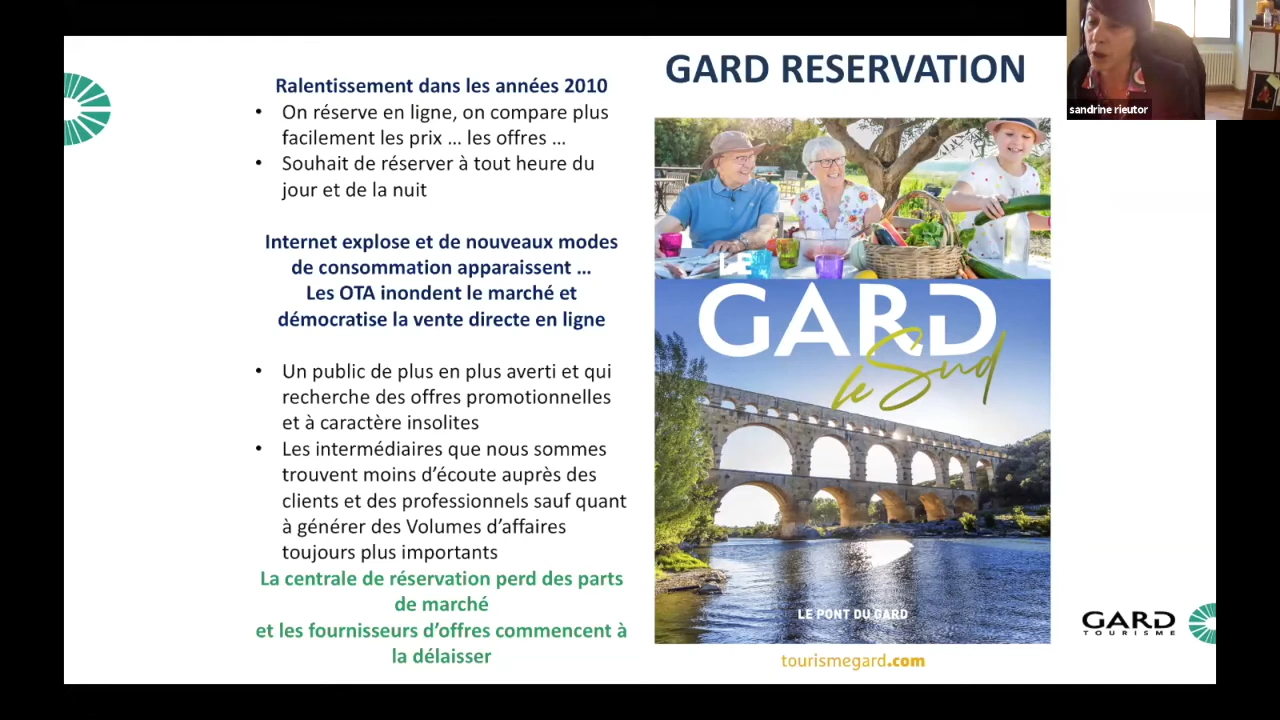 GARD RESERVATION
sandrine rieutor
Ralentissement dans les années 2010
• On réserve en ligne, on compare plus
facilement les prix ... les offres ...
• Souhait de réserver à tout heure du
jour et de la nuit
Internet explose et de nouveaux modes
de consommation apparaissent ...
Les OTA inondent le marché et
démocratise la vente directe en ligne
• Un public de plus en plus averti et qui
recherche des offres promotionnelles
et à caractère insolites
• Les intermédiaires que nous sommes
trouvent moins d’écoute auprès des
clients et des professionnels sauf quant
à générer des Volumes d’affaires
toujours plus importants
La centrale de réservation perd des parts
de marché
et les fournisseurs d’offres commencent à
la délaisser
LE
GARD
le Sud
LE PONT DU GARD
tourismegard.com
GARD
TOURISME